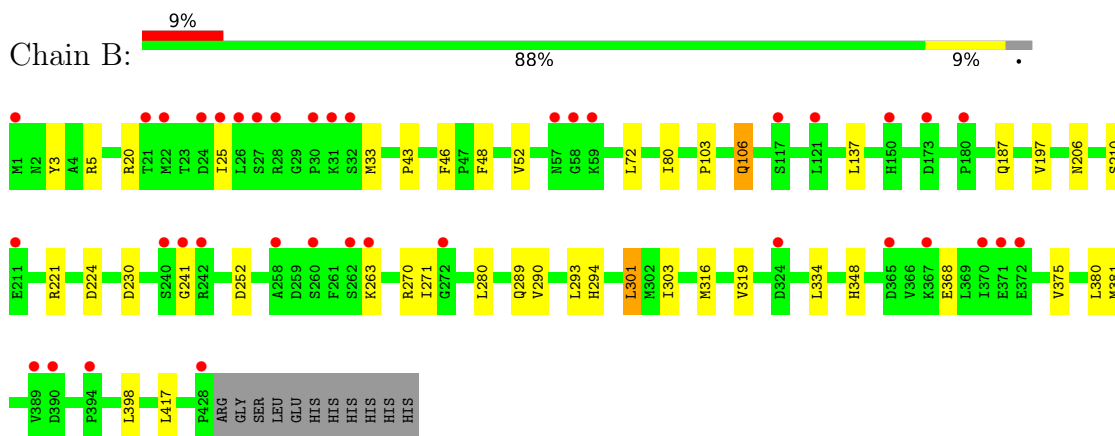 9%
Chain B:
88% 9% •
M1 N2 Y3 A4 R5 R20 T21 M22 T23 D24 I25 L26 S27 R28 G29 P30 K31 S32 M33 P43 F46 P47 F48 V52 N57 G58 K59 L72 I80 P103 Q106 S117 L121 L137 H150 D173 P180 Q187 V197 N206 S210
E211 R221 D224 D230 S240 G241 R242 D252 A258 D259 S260 F261 S262 K263 R270 I271 G272 L280 Q289 V290 L293 H294 L301 M302 I303 M316 V319 D324 L334 H348 D365 V366 K367 E368 L369 I370 E371 E372 V375 L380 M381
V389 D390 P394 L398 L417 P428 ARG GLY SER LEU GLU HIS HIS HIS HIS HIS HIS